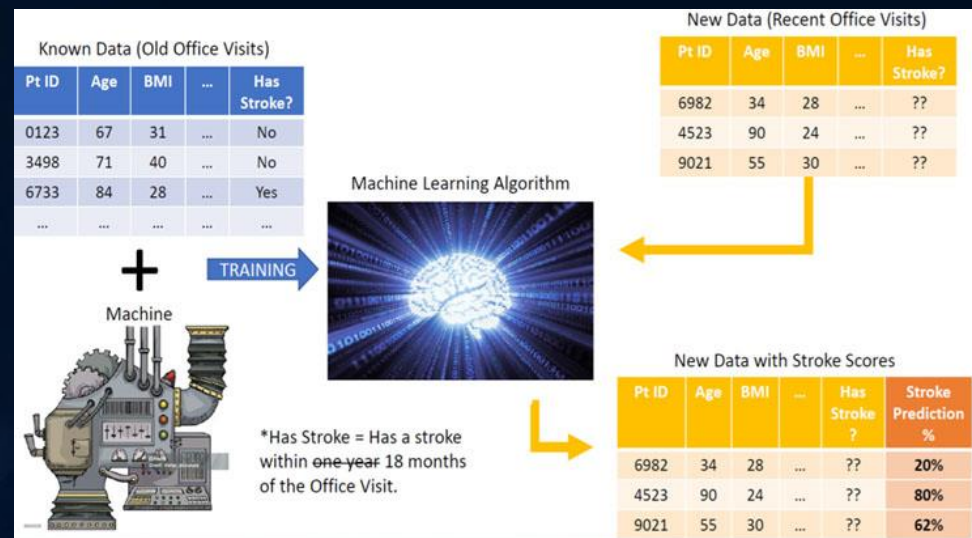 Known Data (Old Office Visits)
Pt ID Age BMI ... Has
Stroke?
0123 67 31 ... No
3498 71 40 ... No
6733 84 28 ... Yes
... ... ... ... ...
+
Machine
TRAINING
Machine Learning Algorithm
New Data (Recent Office Visits)
Pt ID Age BMI ... Has
Stroke?
6982 34 28 ... ??
4523 90 24 ... ??
9021 55 30 ... ??
*Has Stroke = Has a stroke
within one year 18 months
of the Office Visit.
New Data with Stroke Scores
Pt ID Age BMI ... Has Stroke
Stroke Prediction
? %
6982 34 28 ... ?? 20%
4523 90 24 ... ?? 80%
9021 55 30 ... ?? 62%